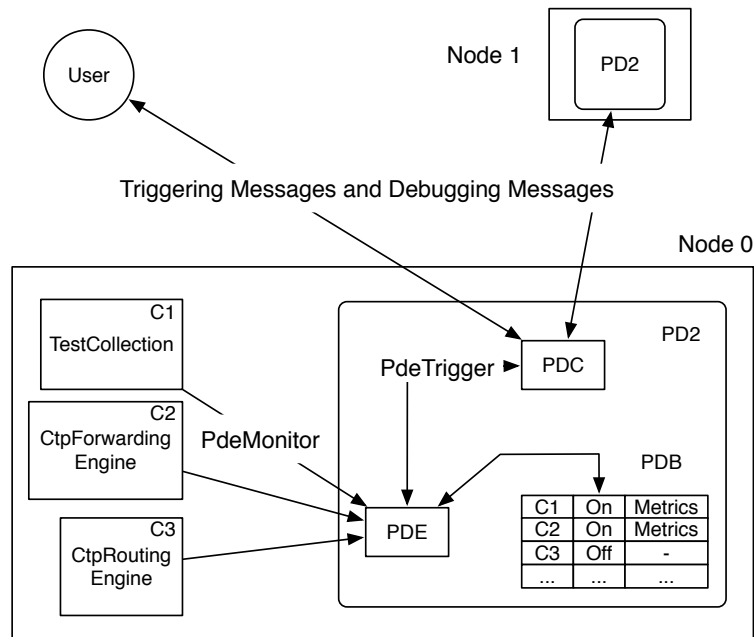 User
Node 1
PD2
Triggering Messages and Debugging Messages
Node 0
C1
TestCollection
C2
CtpForwarding
Engine
C3
CtpRouting
Engine
PdeMonitor
PD2
PdeTrigger
PDC
PDE
PDB
C1 On Metrics
C2 On Metrics
C3 Off -
... ... ...